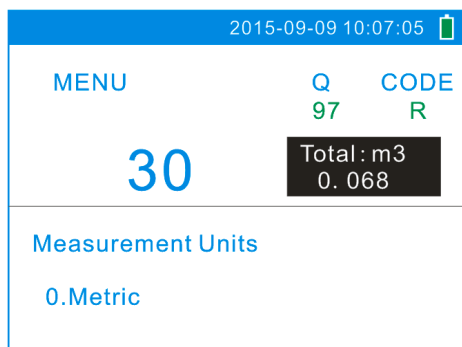 2015-09-09 10:07:05
MENU Q CODE
97 R
30
Total: m3
0. 068
Measurement Units
0.Metric